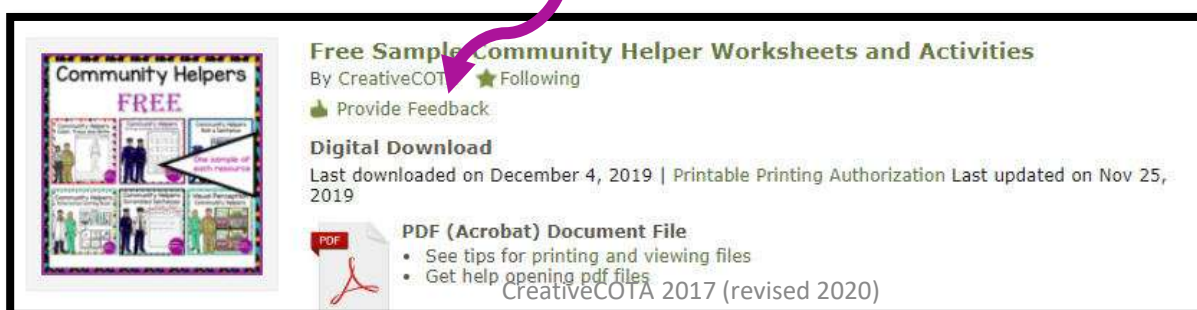 Community Helpers
FREE
One sample of
each resource
Free Sample Community Helper Worksheets and Activities
By CreativeCOT Following
Provide Feedback
Digital Download
Last downloaded on December 4, 2019 | Printable Printing Authorization Last updated on Nov 25,
2019
PDF
PDF (Acrobat) Document File
• See tips for printing and viewing files
• Get help opening pdf files
CreativeCOTA 2017 (revised 2020)